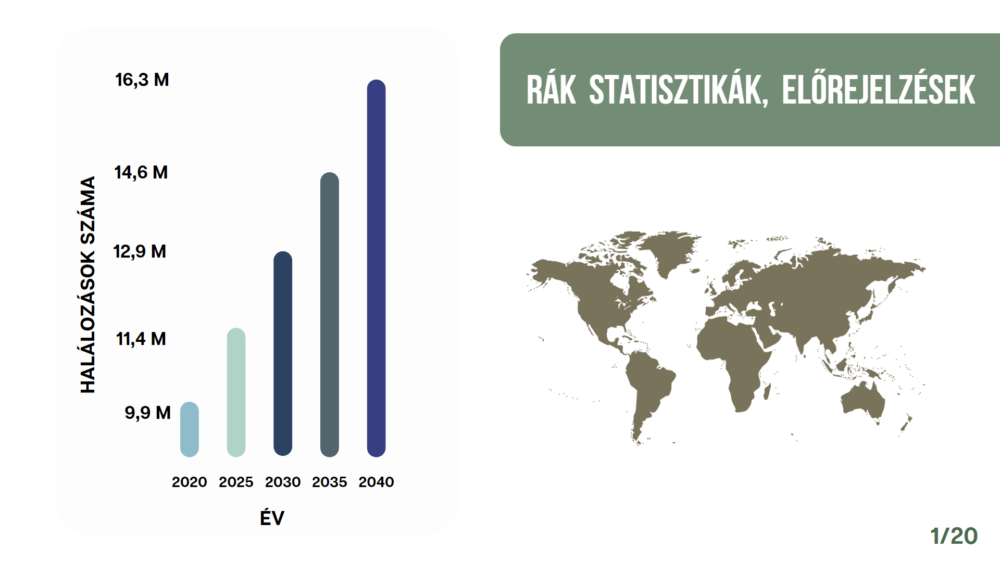 RÁK STATISZTIKÁK, ELŐREJELZÉSEK
HALÁLOZÁSOK SZÁMA
16,3 M
14,6 M
12,9 M
11,4 M
9,9 M
2020 2025 2030 2035 2040
ÉV
1/20